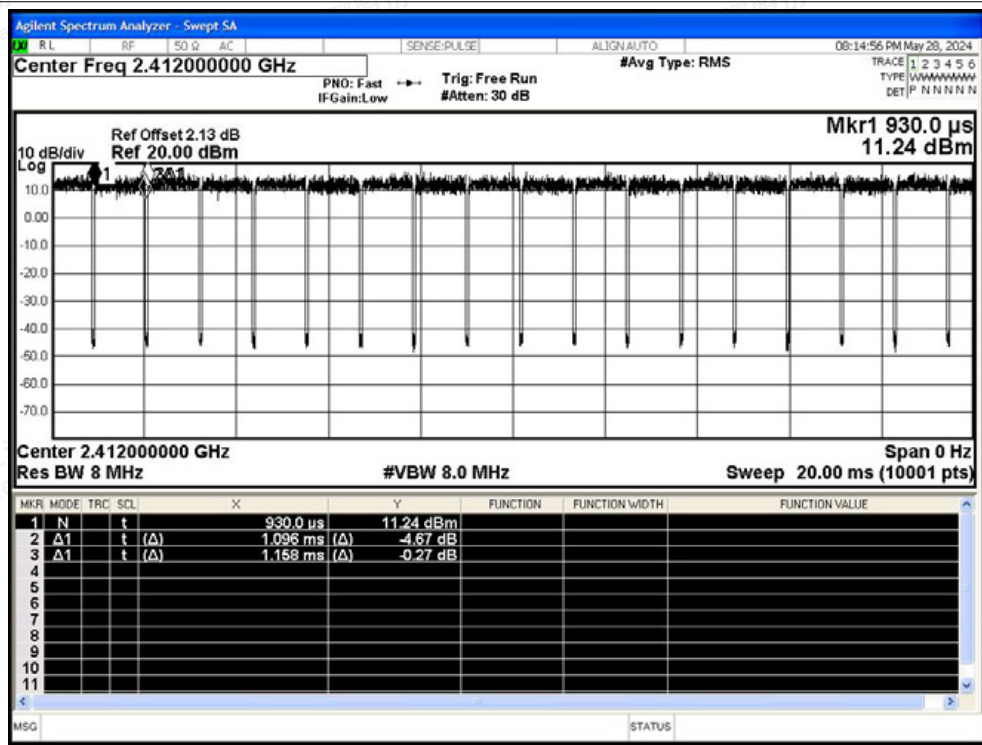 Agilent Spectrum Analyzer - Swept SA
RL RF 50 Ω AC SENSE:PULSE ALIGNAUTO 08:14:56 PM May 28, 2024
Center Freq 2.412000000 GHz #Avg Type: RMS TRACE 1 2 3 4 5 6
PNO: Fast Trig: Free Run TYPE
IFGain:Low #Atten: 30 dB DET P N N N N N
Mkr1 930.0 µs
Ref Offset 2.13 dB
10 dB/div Ref 20.00 dBm 11.24 dBm
Log
1 3Δ1
10.0
0.00
-10.0
-20.0
-30.0
-40.0
-50.0
-60.0
-70.0
Center 2.412000000 GHz Span 0 Hz
Res BW 8 MHz #VBW 8.0 MHz Sweep 20.00 ms (10001 pts)
MKR MODE TRC SCL X Y FUNCTION FUNCTION WIDTH FUNCTION VALUE
1 N t 930.0 µs 11.24 dBm
2 Δ1 t (Δ) 1.096 ms (Δ) -4.67 dB
3 Δ1 t (Δ) 1.158 ms (Δ) -0.27 dB
4
5
6
7
8
9
10
11
MSG STATUS